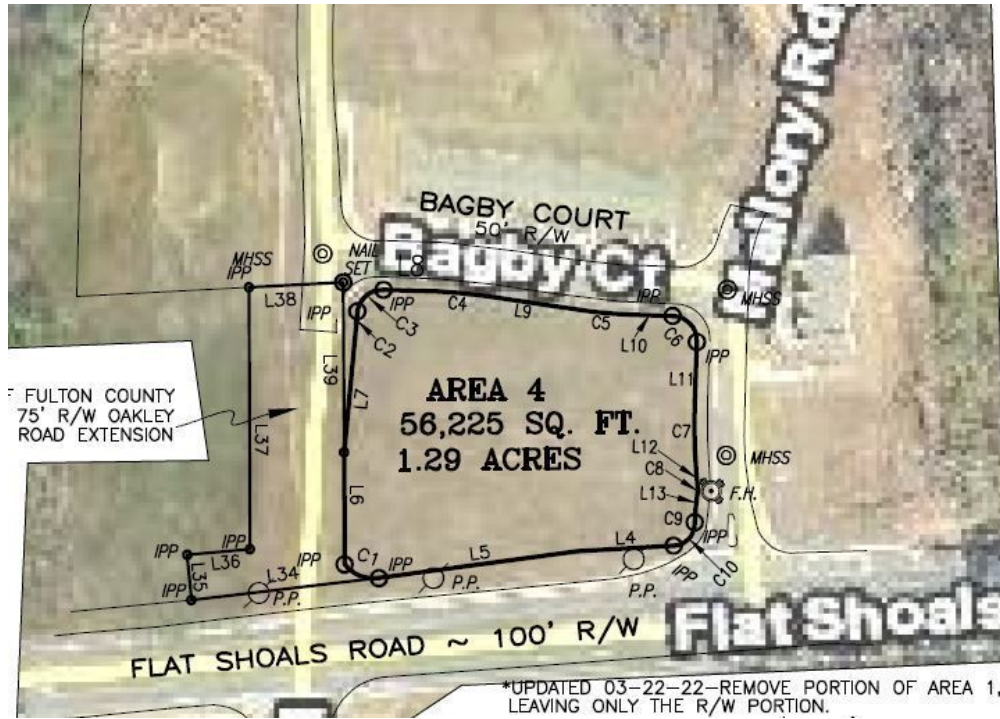 Mallory Rd
BAGBY COURT
50' R/W
Bagby Ct
MHSS
IPP
NAIL
SET
L8
L38
IPP
C4
L9
C5
IPP
MHSS
IPP
C3
C2
L10
C6
IPP
L39
L7
L11
F FULTON COUNTY
75' R/W OAKLEY
ROAD EXTENSION
AREA 4
56,225 SQ. FT.
1.29 ACRES
L37
C7
L12
C8
L13
MHSS
F.H.
L6
C9
IPP
C10
IPP
L36
IPP
C1
IPP
L5
L4
IPP
L35
IPP
L34
P.P.
P.P.
P.P.
FLAT SHOALS ROAD ~ 100' R/W
Flat Shoals
*UPDATED 03-22-22-REMOVE PORTION OF AREA 1,
LEAVING ONLY THE R/W PORTION.